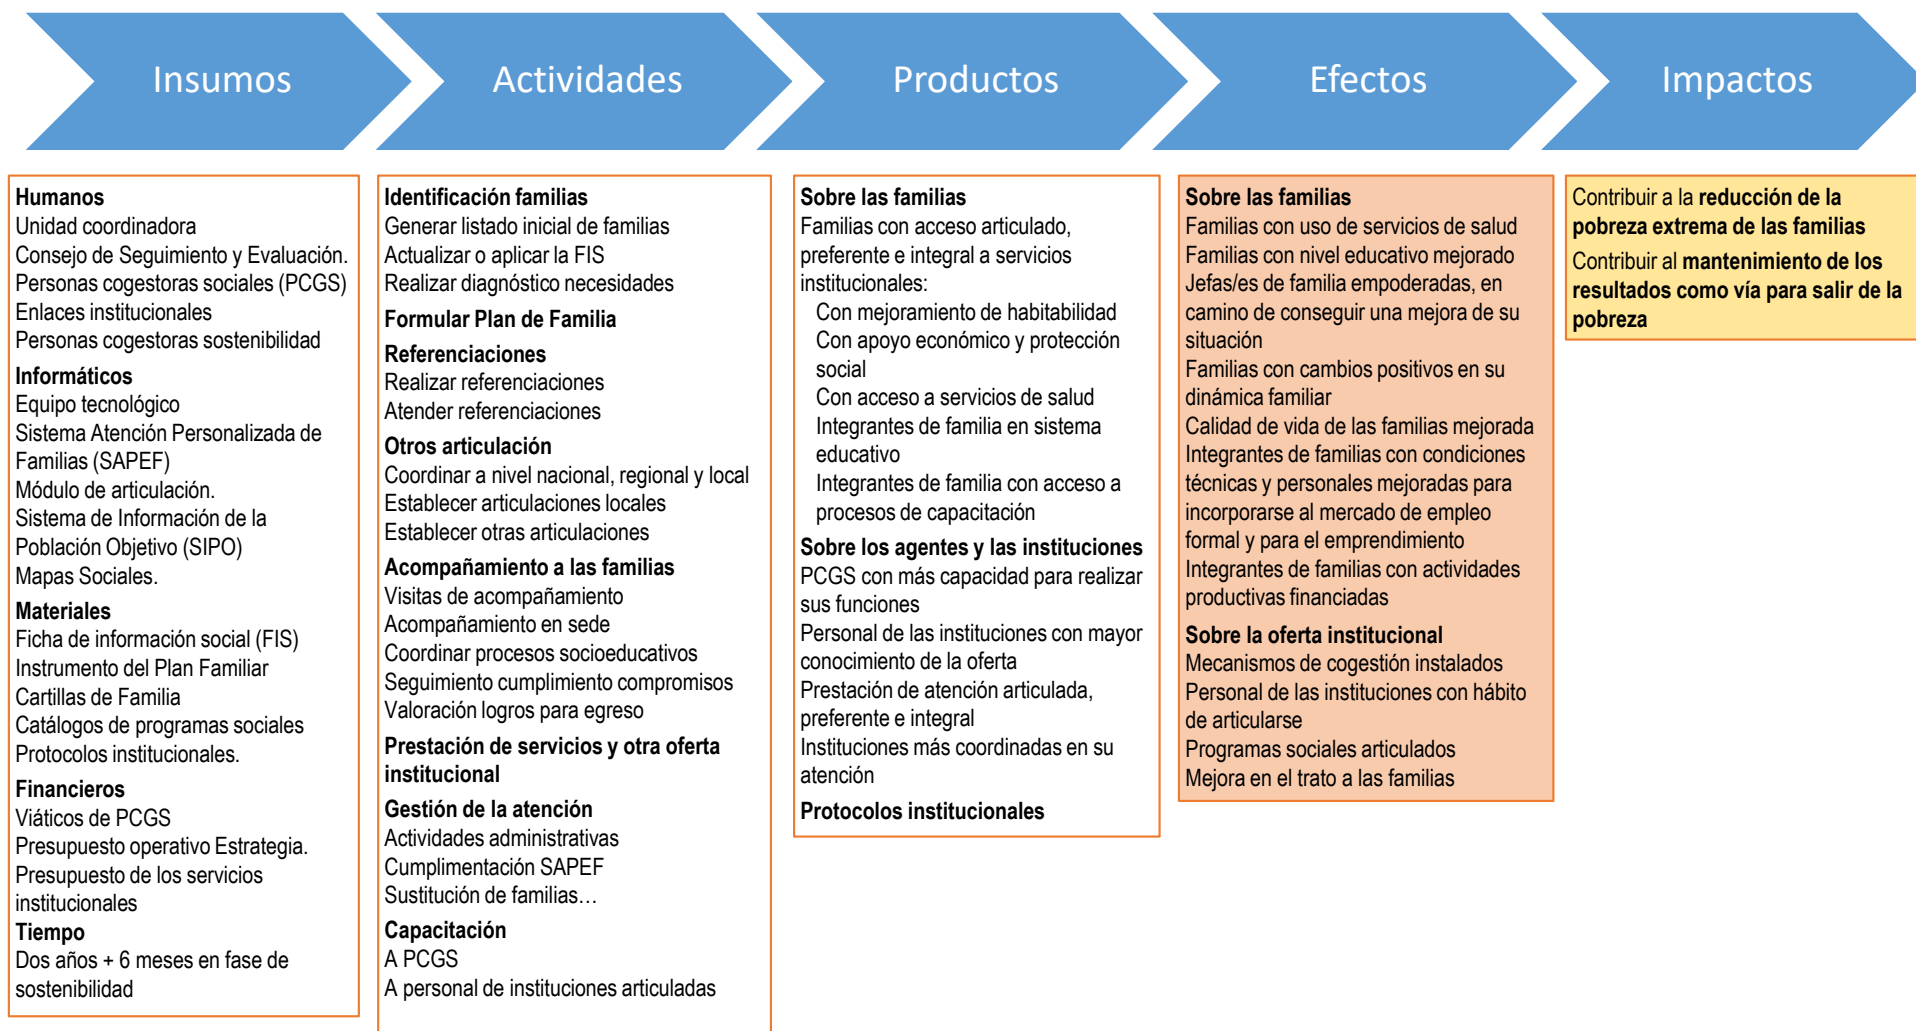 Insumos
Actividades
Productos
Efectos
Impactos
Humanos
Unidad coordinadora
Consejo de Seguimiento y Evaluación.
Personas cogestoras sociales (PCGS)
Enlaces institucionales
Personas cogestoras sostenibilidad
Informáticos
Equipo tecnológico
Sistema Atención Personalizada de
Familias (SAPEF)
Módulo de articulación.
Sistema de Información de la
Población Objetivo (SIPO)
Mapas Sociales.
Materiales
Ficha de información social (FIS)
Instrumento del Plan Familiar
Cartillas de Familia
Catálogos de programas sociales
Protocolos institucionales.
Financieros
Viáticos de PCGS
Presupuesto operativo Estrategia.
Presupuesto de los servicios
institucionales
Tiempo
Dos años + 6 meses en fase de
sostenibilidad
Identificación familias
Generar listado inicial de familias
Actualizar o aplicar la FIS
Realizar diagnóstico necesidades
Formular Plan de Familia
Referenciaciones
Realizar referenciaciones
Atender referenciaciones
Otros articulación
Coordinar a nivel nacional, regional y local
Establecer articulaciones locales
Establecer otras articulaciones
Acompañamiento a las familias
Visitas de acompañamiento
Acompañamiento en sede
Coordinar procesos socioeducativos
Seguimiento cumplimiento compromisos
Valoración logros para egreso
Prestación de servicios y otra oferta
institucional
Gestión de la atención
Actividades administrativas
Cumplimentación SAPEF
Sustitución de familias…
Capacitación
A PCGS
A personal de instituciones articuladas
Sobre las familias
Familias con acceso articulado,
preferente e integral a servicios
institucionales:
Con mejoramiento de habitabilidad
Con apoyo económico y protección
social
Con acceso a servicios de salud
Integrantes de familia en sistema
educativo
Integrantes de familia con acceso a
procesos de capacitación
Sobre los agentes y las instituciones
PCGS con más capacidad para realizar
sus funciones
Personal de las instituciones con mayor
conocimiento de la oferta
Prestación de atención articulada,
preferente e integral
Instituciones más coordinadas en su
atención
Protocolos institucionales
Sobre las familias
Familias con uso de servicios de salud
Familias con nivel educativo mejorado
Jefas/es de familia empoderadas, en
camino de conseguir una mejora de su
situación
Familias con cambios positivos en su
dinámica familiar
Calidad de vida de las familias mejorada
Integrantes de familias con condiciones
técnicas y personales mejoradas para
incorporarse al mercado de empleo
formal y para el emprendimiento
Integrantes de familias con actividades
productivas financiadas
Sobre la oferta institucional
Mecanismos de cogestión instalados
Personal de las instituciones con hábito
de articularse
Programas sociales articulados
Mejora en el trato a las familias
Contribuir a la reducción de la
pobreza extrema de las familias
Contribuir al mantenimiento de los
resultados como vía para salir de la
pobreza